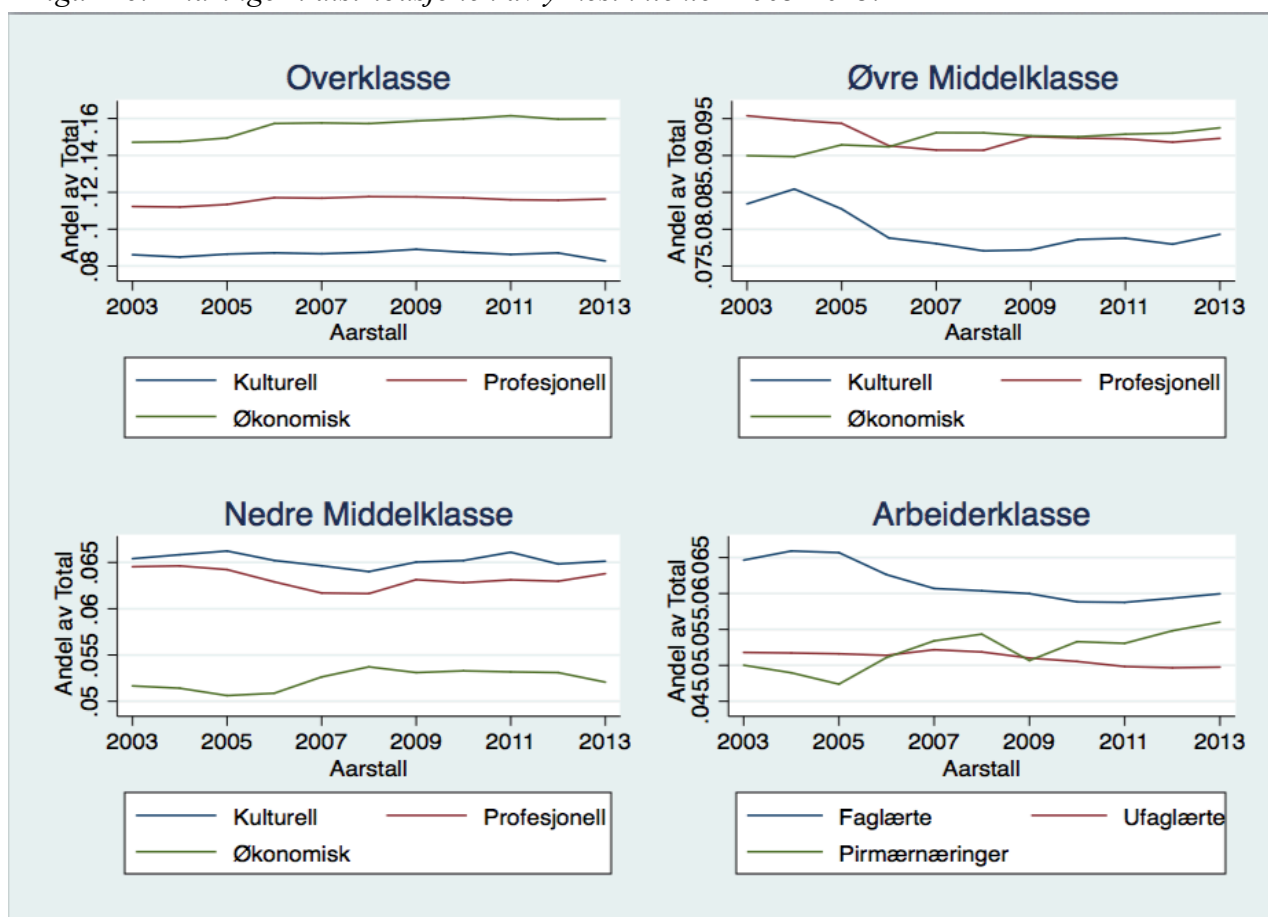 2003 2013.
Overklasse
Andel av Total
.08 .1 .12 .14 .16
2003 2005 2007 2009 2011 2013
Aarstall
Kulturell Profesjonell
Økonomisk
Øvre Middelklasse
Andel av Total
.075 .08 .085 .09 .095
2003 2005 2007 2009 2011 2013
Aarstall
Kulturell Profesjonell
Økonomisk
Nedre Middelklasse
Andel av Total
.05 .055 .06 .065
2003 2005 2007 2009 2011 2013
Aarstall
Kulturell Profesjonell
Økonomisk
Arbeiderklasse
Andel av Total
.045 .05 .055 .06 .065
2003 2005 2007 2009 2011 2013
Aarstall
Faglærte Ufaglærte
Pirmærnæringer